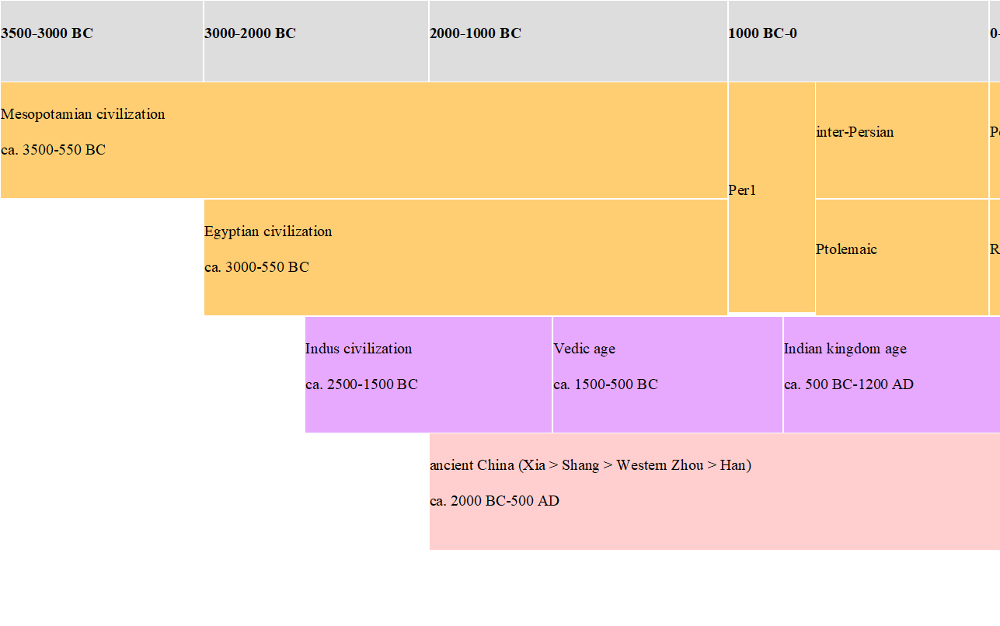 3500-3000 BC
3000-2000 BC
2000-1000 BC
1000 BC-0
0-
Mesopotamian civilization
ca. 3500-550 BC
Per1
inter-Persian
Egyptian civilization
ca. 3000-550 BC
Ptolemaic
Indus civilization
ca. 2500-1500 BC
Vedic age
ca. 1500-500 BC
Indian kingdom age
ca. 500 BC-1200 AD
ancient China (Xia > Shang > Western Zhou > Han)
ca. 2000 BC-500 AD